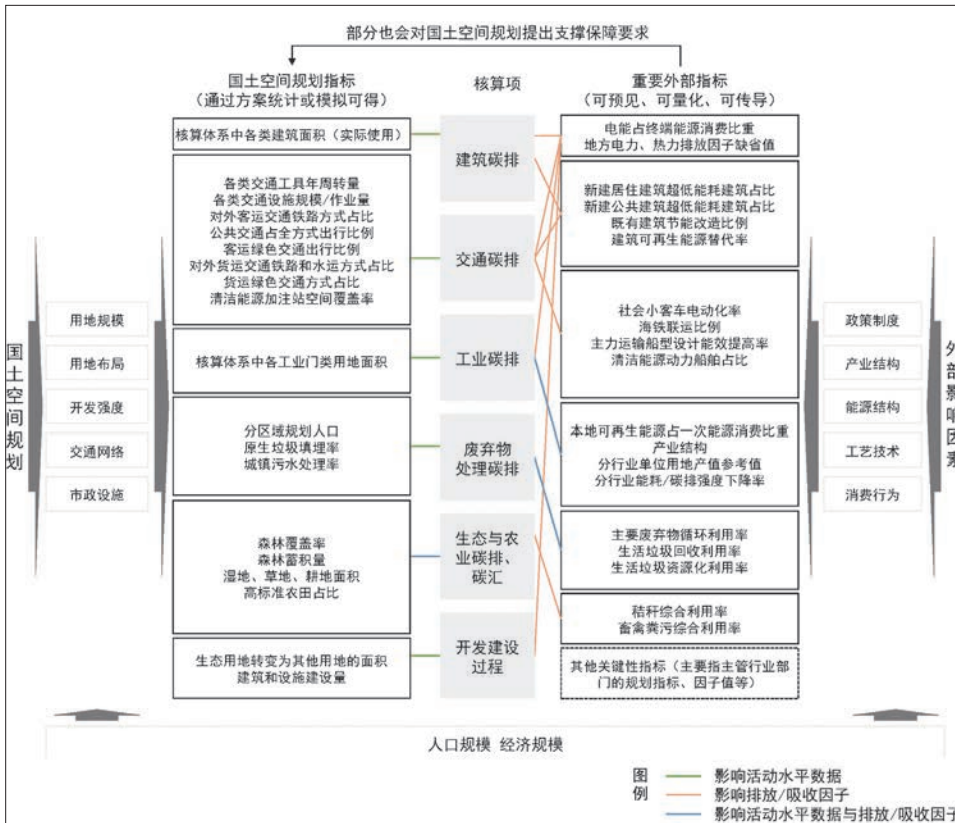 部分也会对国土空间规划提出支撑保障要求
国土空间规划指标
（通过方案统计或模拟可得）
核算项
重要外部指标
（可预见、可量化、可传导）
核算体系中各类建筑面积（实际使用）
各类交通工具年周转量
各类交通设施规模/作业量
对外客运交通铁路方式占比
公共交通占全方式出行比例
客运绿色交通出行比例
对外货运交通铁路和水运方式占比
货运绿色交通方式占比
清洁能源加注站空间覆盖率
核算体系中各工业门类用地面积
分区域规划人口
原生垃圾填埋率
城镇污水处理率
森林覆盖率
森林蓄积量
湿地、草地、耕地面积
高标准农田占比
生态用地转变为其他用地的面积
建筑和设施建设量
建筑碳排
交通碳排
工业碳排
废弃物
处理碳排
生态与农
业碳排、
碳汇
开发建设
过程
电能占终端能源消费比重
地方电力、热力排放因子缺省值
新建居住建筑超低能耗建筑占比
新建公共建筑超低能耗建筑占比
既有建筑节能改造比例
建筑可再生能源替代率
社会小客车电动化率
海铁联运比例
主力运输船型设计能效提高率
清洁能源动力船舶占比
本地可再生能源占一次能源消费比重
产业结构
分行业单位用地产值参考值
分行业能耗/碳排强度下降率
主要废弃物循环利用率
生活垃圾回收利用率
生活垃圾资源化利用率
秸秆综合利用率
畜禽粪污综合利用率
其他关键性指标（主要指主管行业部
门的规划指标、因子值等）
国土空间规划
用地规模
用地布局
开发强度
交通网络
市政设施
政策制度
产业结构
能源结构
工艺技术
消费行为
外部影响因素
人口规模 经济规模
图例
影响活动水平数据
影响排放/吸收因子
影响活动水平数据与排放/吸收因子